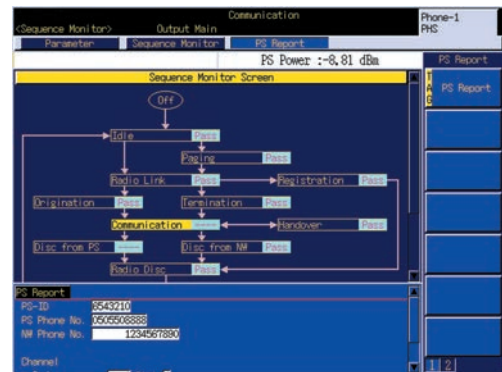 Communication
Phone-1
<Sequence Monitor> Output Main PHS
Parameter Sequence Monitor PS Report
PS Power :-8,81 dBm PS Report
Sequence Monitor Screen
TAG
PS Report
Off
Idle Pass
Paging Pass
Radio Link Pass Registration Pass
Origination Pass Termination Pass
Communication ---- Handover Pass
Disc from PS ---- Disc from NW Pass
Radio Disc Pass
PS Report
PS-ID 8543210
PS Phone No. 0505508888
NW Phone No. 1234567890
Channel
1 2